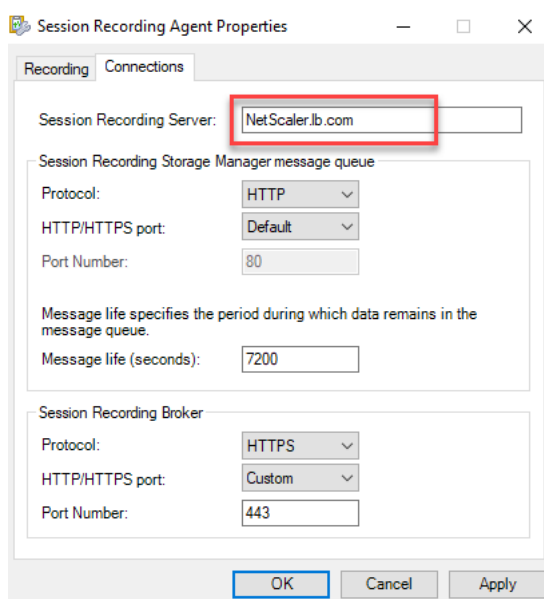 Session Recording Agent Properties
Recording
Connections
Session Recording Server:
NetScaler.lb.com
Session Recording Storage Manager message queue
Protocol:
HTTP
HTTP/HTTPS port:
Default
Port Number:
80
Message life specifies the period during which data remains in the
message queue.
Message life (seconds):
7200
Session Recording Broker
Protocol:
HTTPS
HTTP/HTTPS port:
Custom
Port Number:
443
OK
Cancel
Apply